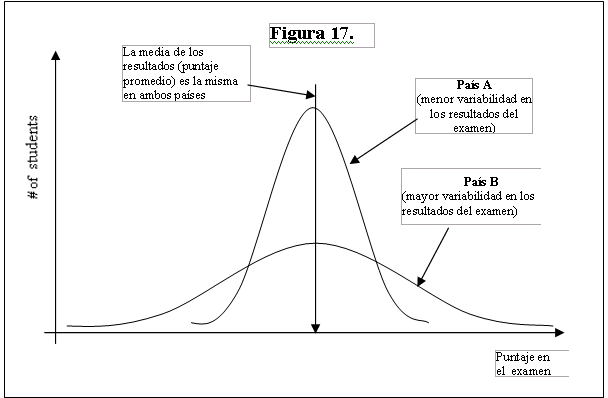 Figura 17.
La media de los
resultados (puntaje
promedio) es la misma
en ambos países
País A
(menor variabilidad en
los resultados del
examen)
País B
(mayor variabilidad en los
resultados del examen)
# of students
Puntaje en
el examen